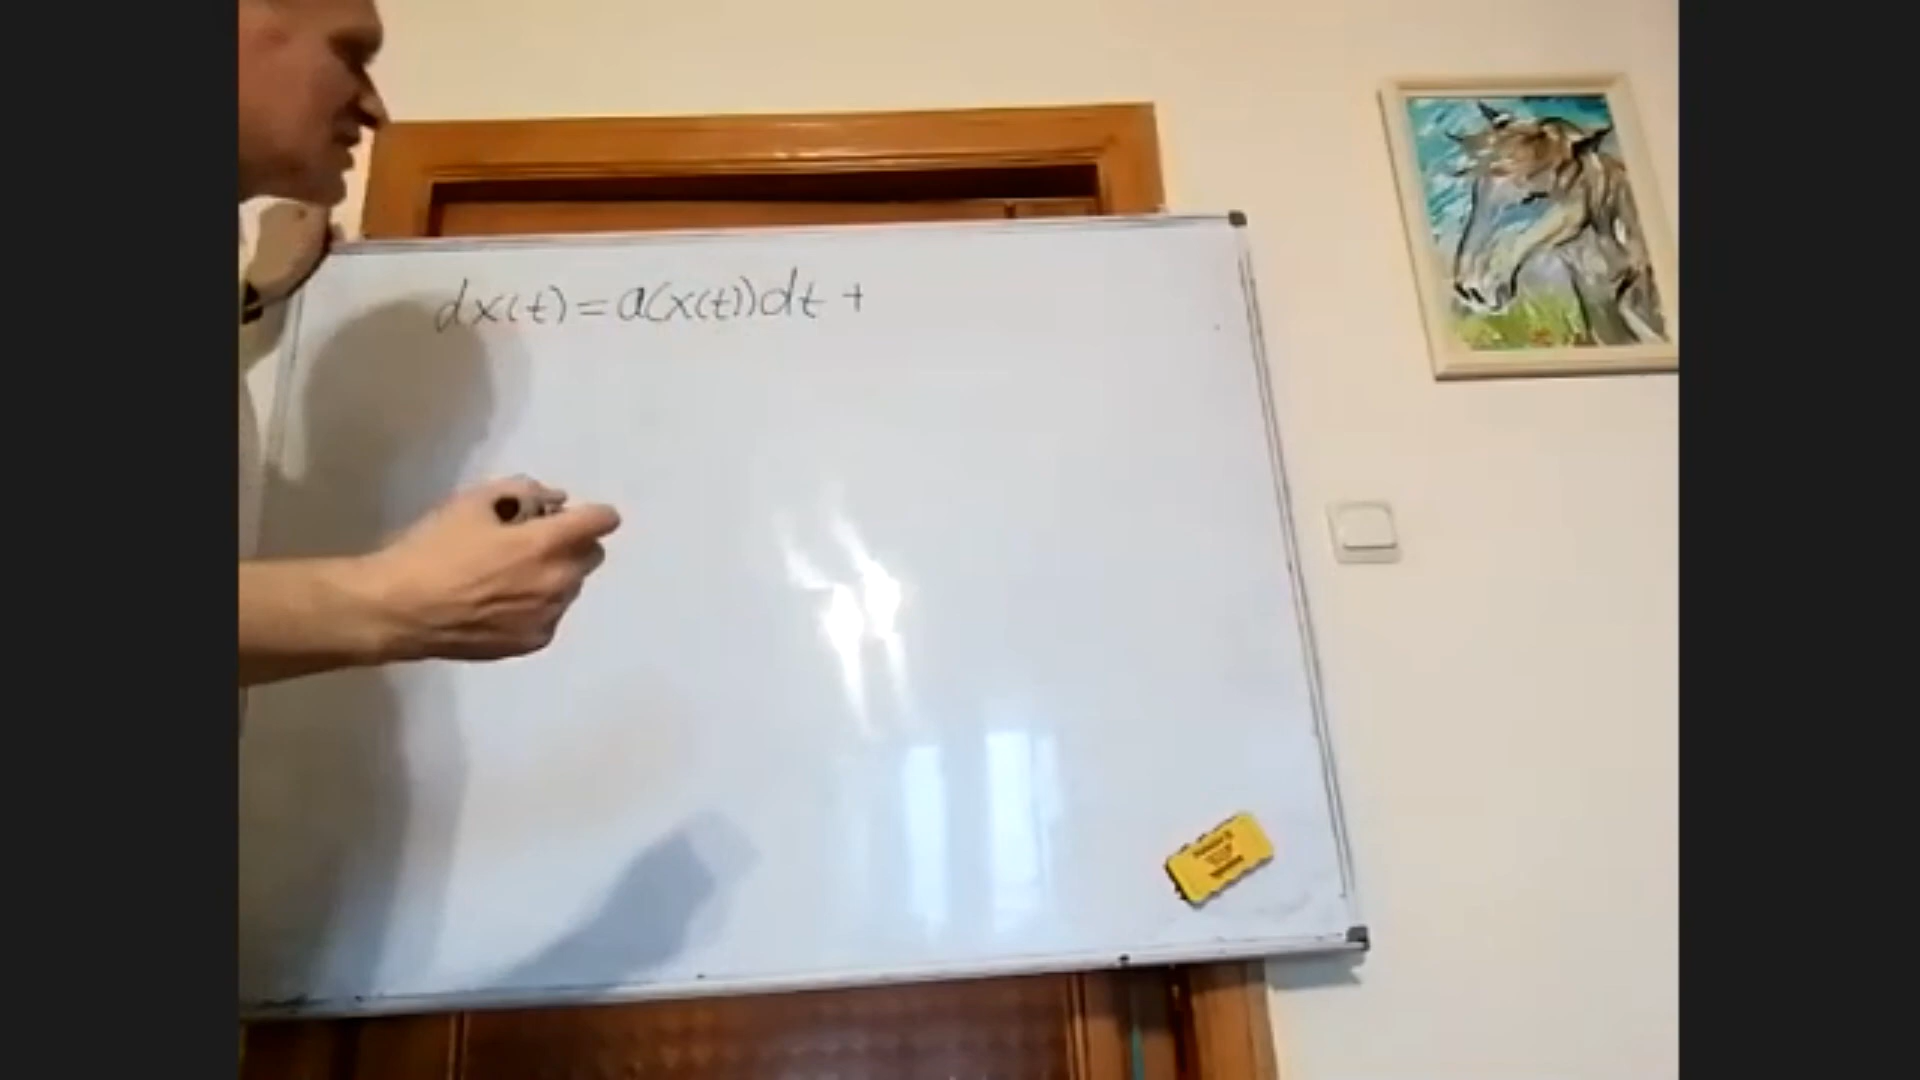 dx(t) = a(x(t))dt +